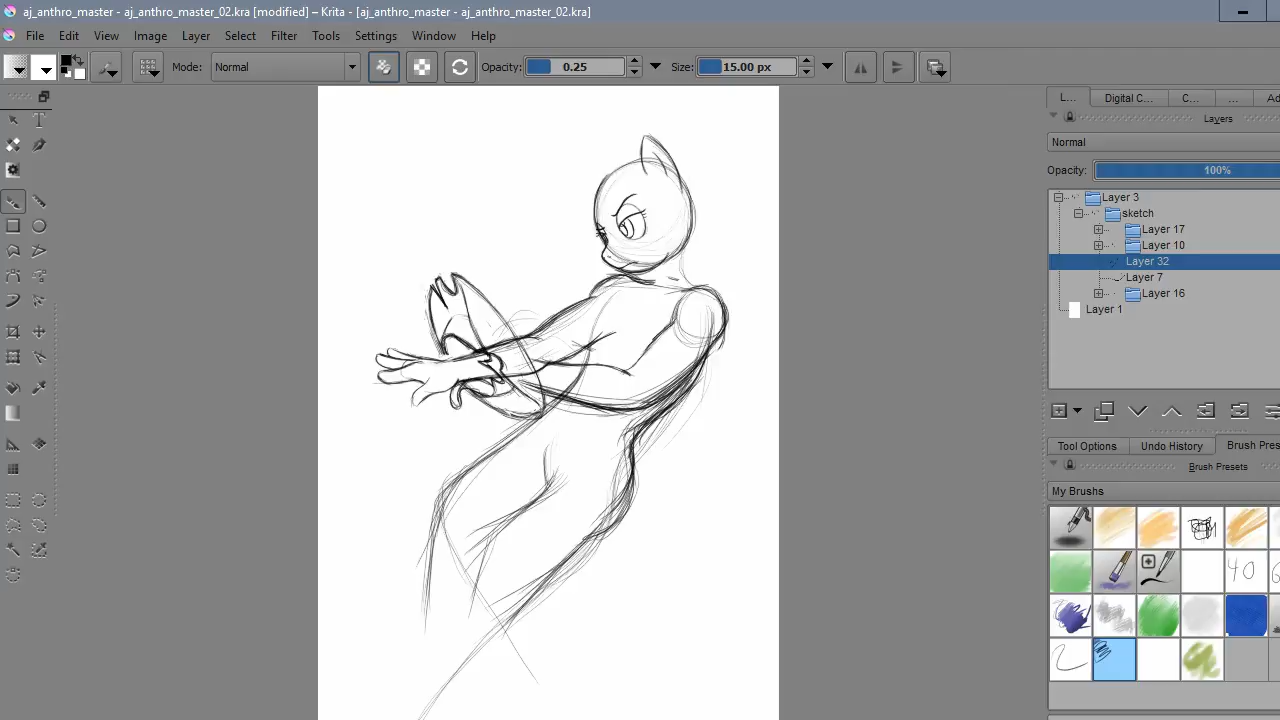 aj_anthro_master - aj_anthro_master_02.kra [modified] – Krita - [aj_anthro_master - aj_anthro_master_02.kra]
File Edit View Image Layer Select Filter Tools Settings Window Help
Mode: Normal Opacity: 0.25 Size: 15.00 px
L... Digital C... C... ... Ad
Layers
Normal
Opacity: 100%
Layer 3
sketch
Layer 17
Layer 10
Layer 32
Layer 7
Layer 16
Layer 1
Tool Options Undo History Brush Pres
Brush Presets
My Brushes
40